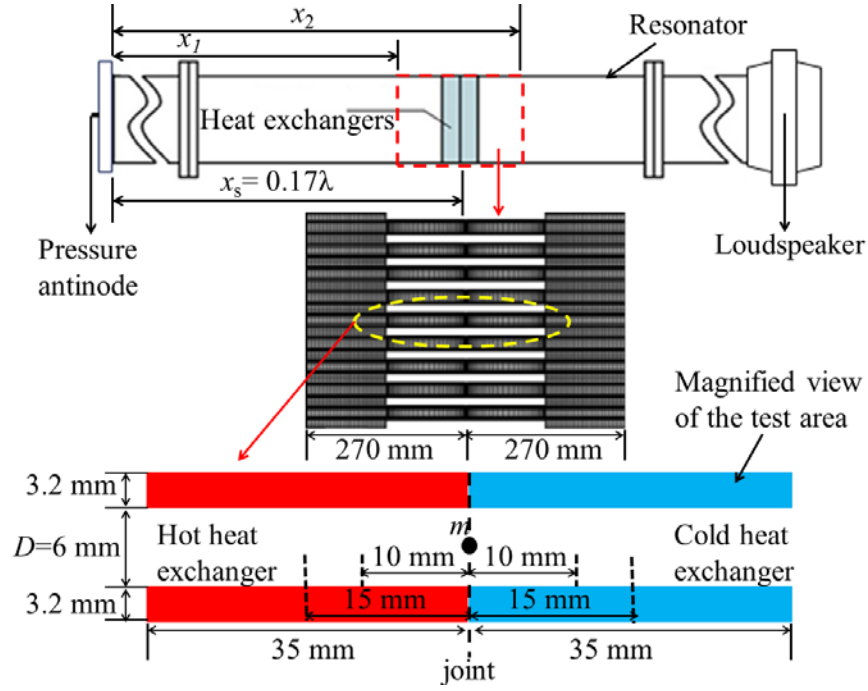 x₂
x₁
Resonator
Heat exchangers
xₛ= 0.17λ
Pressure
antinode
Loudspeaker
Magnified view
of the test area
270 mm
270 mm
3.2 mm
m
Hot heat
exchanger
Cold heat
exchanger
D=6 mm
10 mm
10 mm
15 mm
15 mm
3.2 mm
35 mm
35 mm
joint